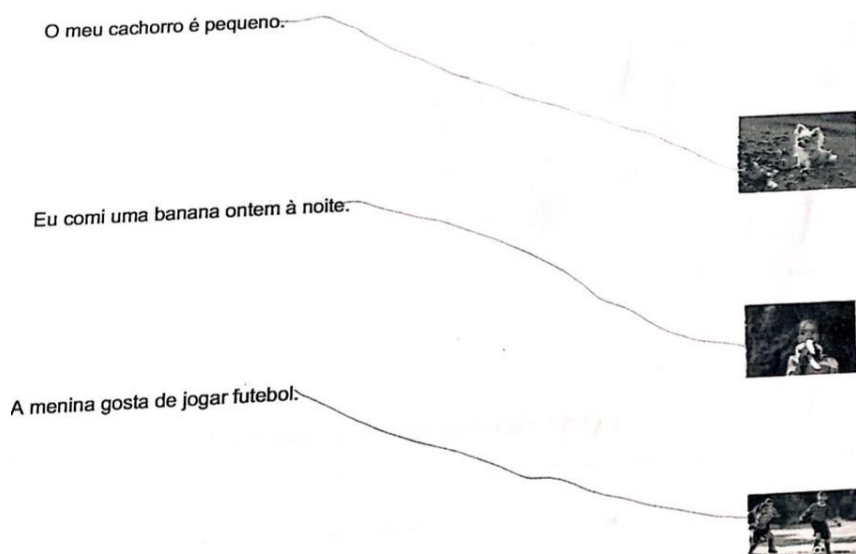 O meu cachorro é pequeno.
Eu comi uma banana ontem à noite.
A menina gosta de jogar futebol.